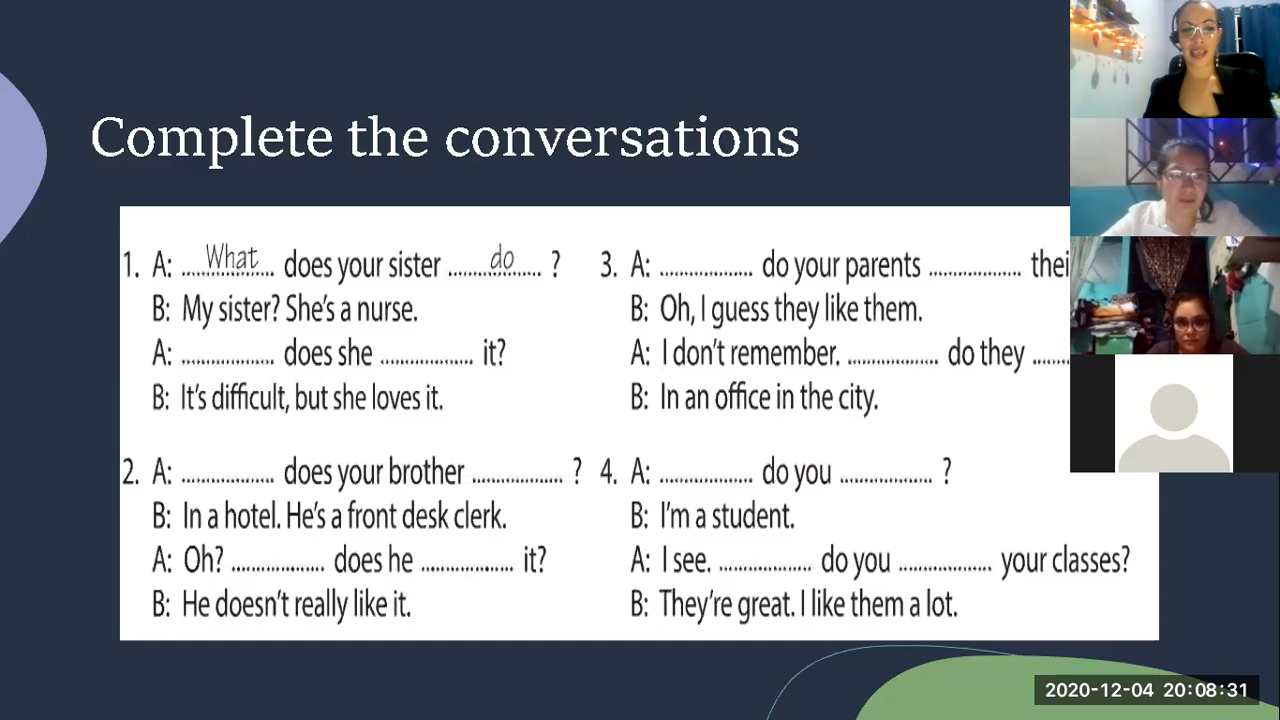 Complete the conversations
1. A: What does your sister do ?
B: My sister? She's a nurse.
A: .................. does she .................. it?
B: It's difficult, but she loves it.
2. A: .................. does your brother .................. ?
B: In a hotel. He's a front desk clerk.
A: Oh? .................. does he .................. it?
B: He doesn't really like it.
3. A: .................. do your parents .................. thei
B: Oh, I guess they like them.
A: I don't remember. .................. do they .......
B: In an office in the city.
4. A: .................. do you .................. ?
B: I'm a student.
A: I see. .................. do you .................. your classes?
B: They're great. I like them a lot.
2020-12-04 20:08:31